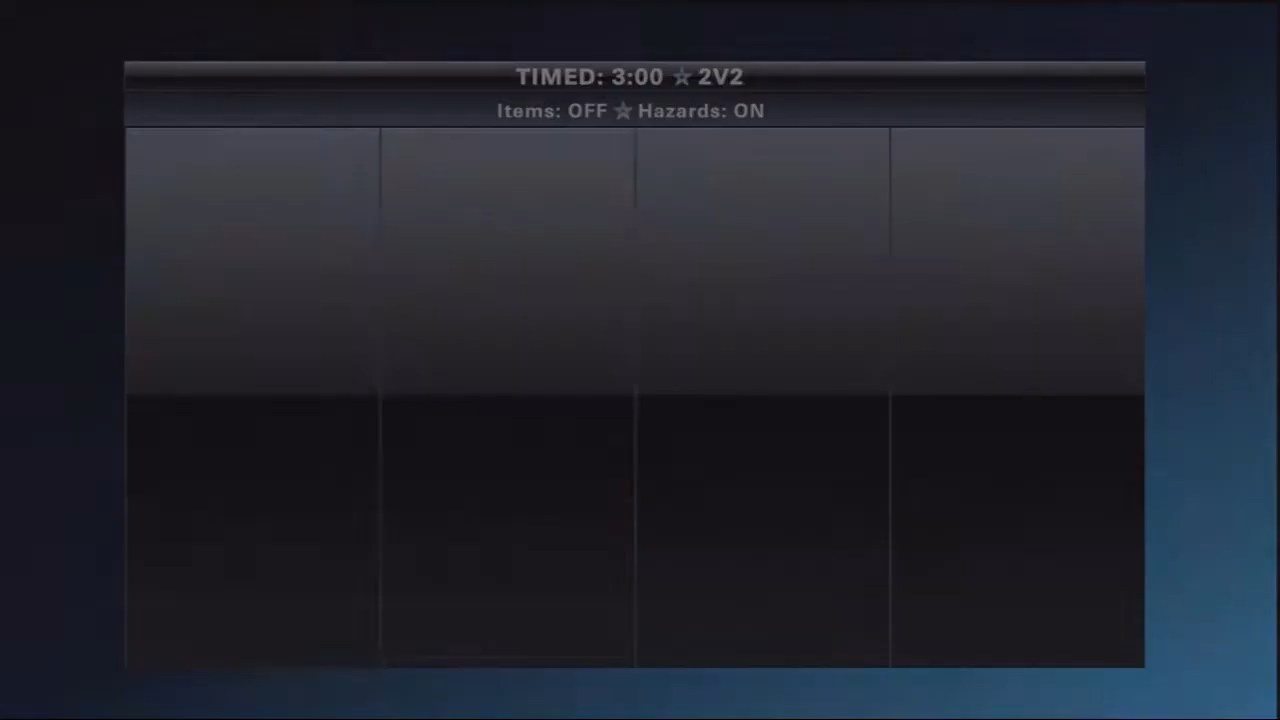 TIMED: 3:00 ☆ 2V2
Items: OFF ☆ Hazards: ON